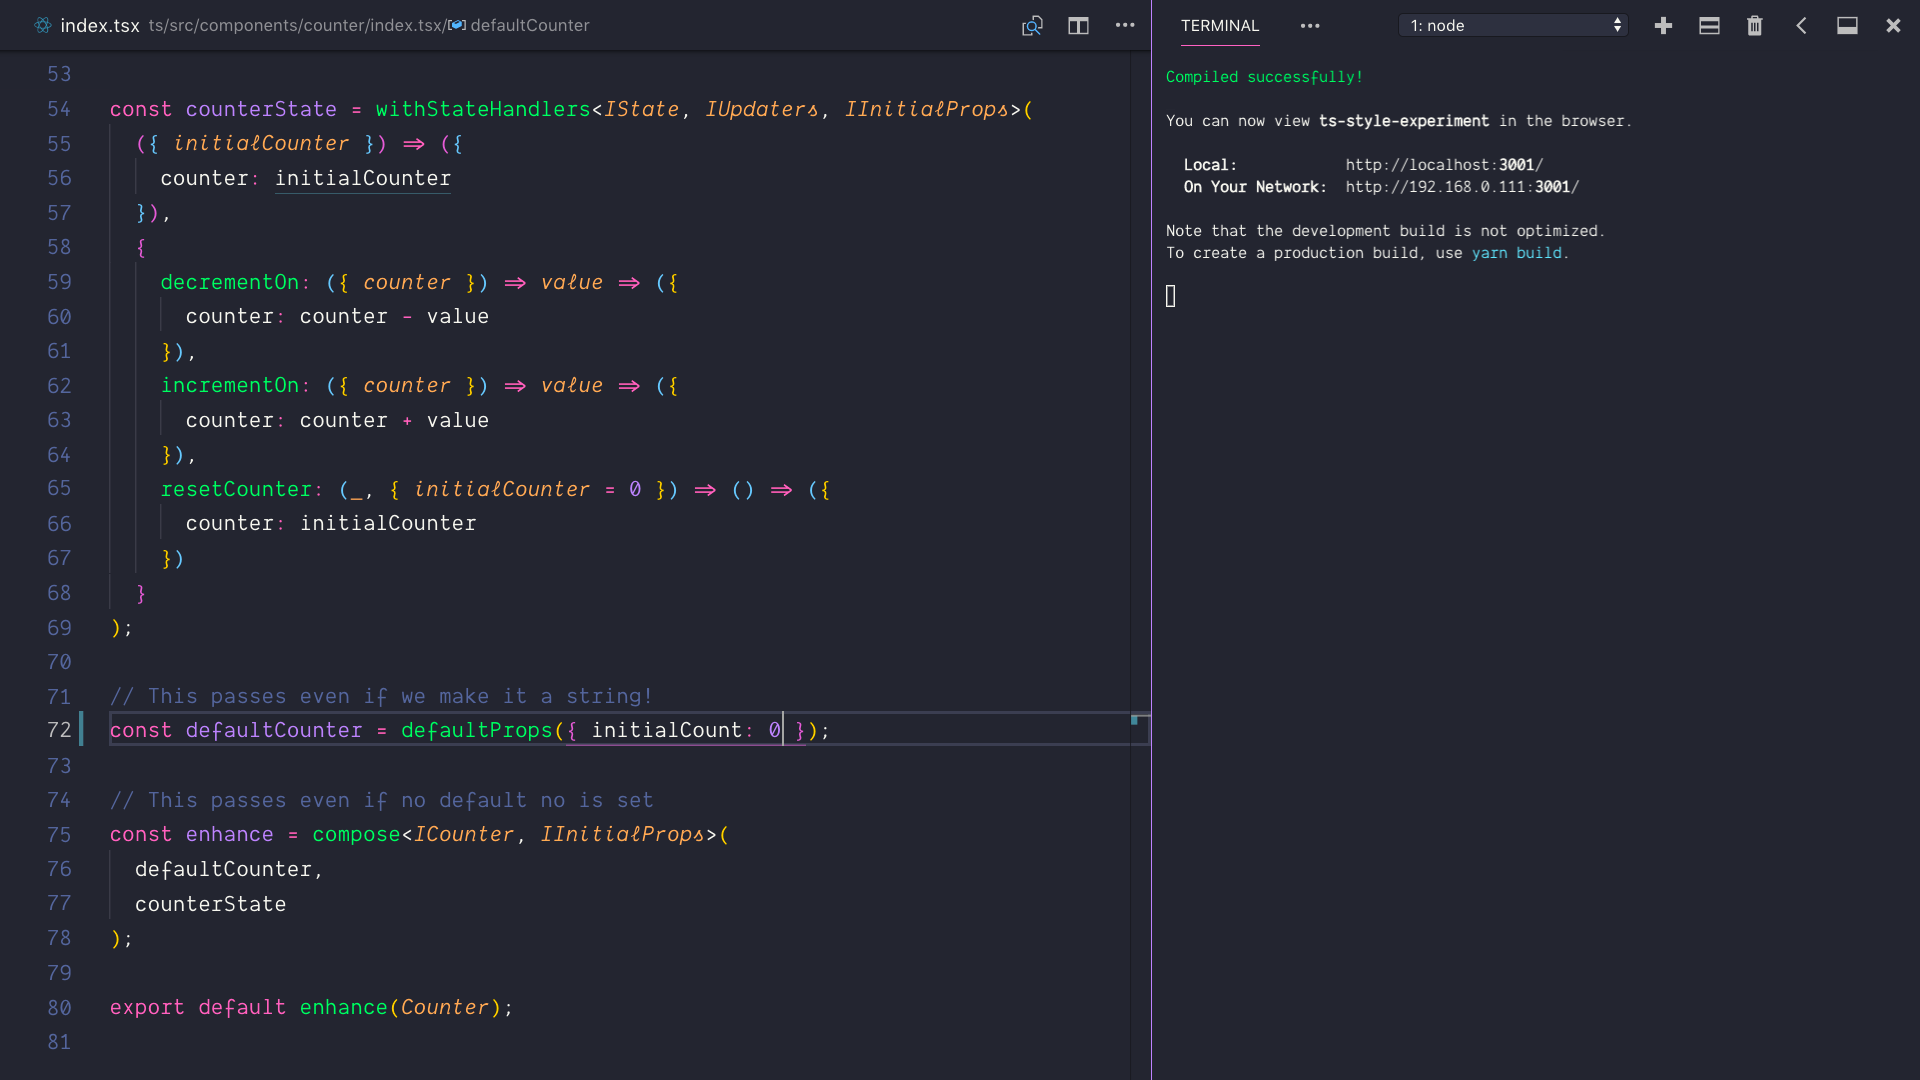 index.tsx ts/src/components/counter/index.tsx/ defaultCounter
53
54 const counterState = withStateHandlers<IState, IUpdaters, IInitialProps>(
55 ({ initialCounter }) => ({
56 counter: initialCounter
57 }),
58 {
59 decrementOn: ({ counter }) => value => ({
60 counter: counter - value
61 }),
62 incrementOn: ({ counter }) => value => ({
63 counter: counter + value
64 }),
65 resetCounter: (_, { initialCounter = 0 }) => () => ({
66 counter: initialCounter
67 })
68 }
69 );
70
71 // This passes even if we make it a string!
72 const defaultCounter = defaultProps({ initialCount: 0 });
73
74 // This passes even if no default no is set
75 const enhance = compose<ICounter, IInitialProps>(
76 defaultCounter,
77 counterState
78 );
79
80 export default enhance(Counter);
81
TERMINAL 1: node
Compiled successfully!
You can now view ts-style-experiment in the browser.
Local: http://localhost:3001/
On Your Network: http://192.168.0.111:3001/
Note that the development build is not optimized.
To create a production build, use yarn build.